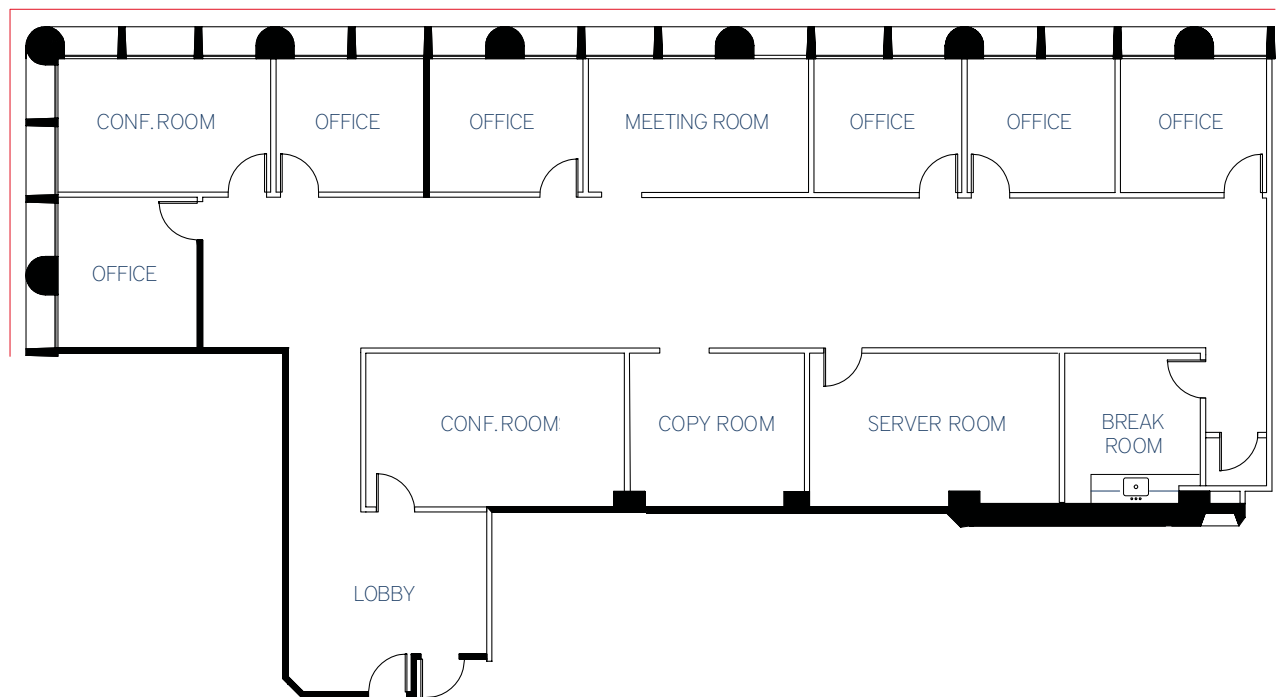 CONF. ROOM
OFFICE
OFFICE
MEETING ROOM
OFFICE
OFFICE
OFFICE
OFFICE
CONF. ROOM
COPY ROOM
SERVER ROOM
BREAK
ROOM
LOBBY